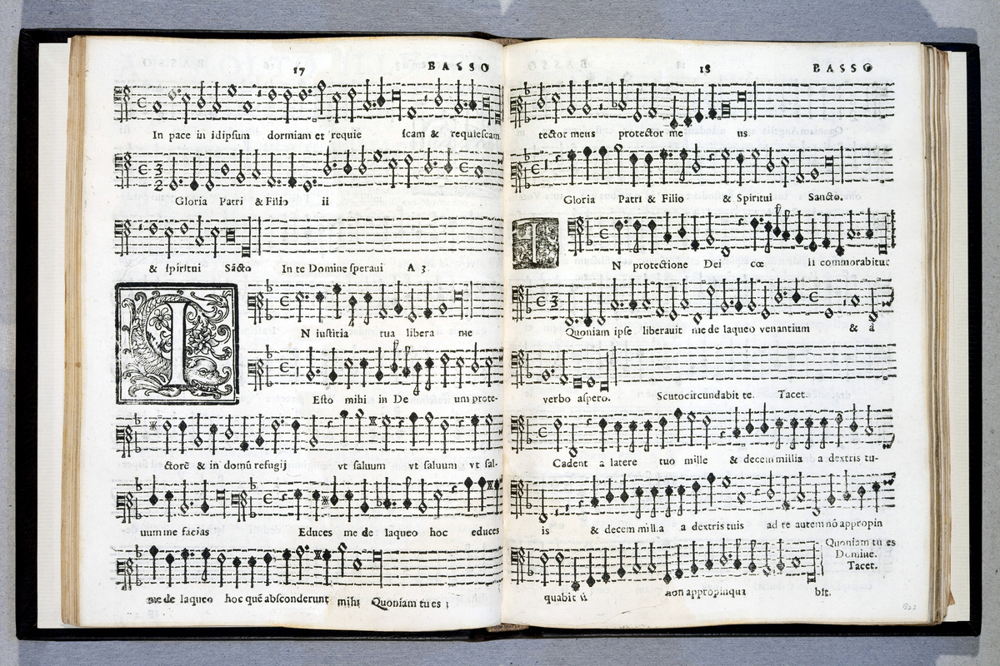 17 BASSO
In pace in idipsum dormiam et requie scam & requiescam
Gloria Patri & Filio ii
& spiritui Sācto In te Domine speraui A 3.
IN iustitia tua libera me
Esto mihi in De um prote-
ctorē & in domū refugij vt saluum vt saluum vt sal-
uum me facias Educes me de laqueo hoc educes
me de laqueo hoc quē absconderunt mihi Quoniam tu es
18 BASSO
tector meus protector me us
Gloria Patri & Filio & Spiritui Sancto.
IN protectione Dei cœ li commorabitur
Quoniam ipse liberauit me de laqueo venantium & à
verbo aspero. Scuto circundabit te. Tacet.
Cadent a latere tuo mille & decem millia a dextris tu-
is & decem millia a dextris tuis ad te autem nō appropin
Quoniam tu es
Domine.
Tacet.
quabit non appropinqua bit.